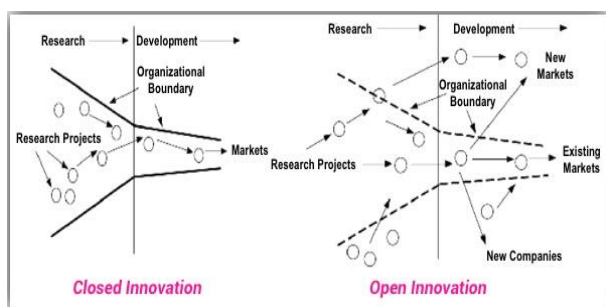 Research
Development
Organizational
Boundary
Research Projects
Markets
Closed Innovation
Research
Development
New
Markets
Organizational
Boundary
Research Projects
Existing
Markets
New Companies
Open Innovation